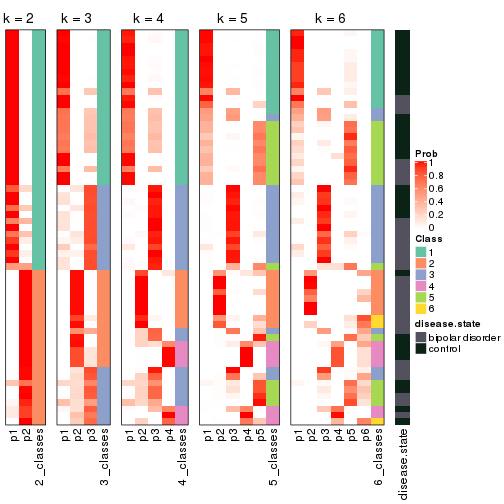 k = 2 k = 3 k = 4 k = 5 k = 6
Prob
1
0.8
0.6
0.4
0.2
0
Class
1
2
3
4
5
6
disease.state
bipolar disorder
control
p1 p2 2_classes p1 p2 p3 3_classes p1 p2 p3 p4 4_classes p1 p2 p3 p4 p5 5_classes p1 p2 p3 p4 p5 p6 6_classes disease.state